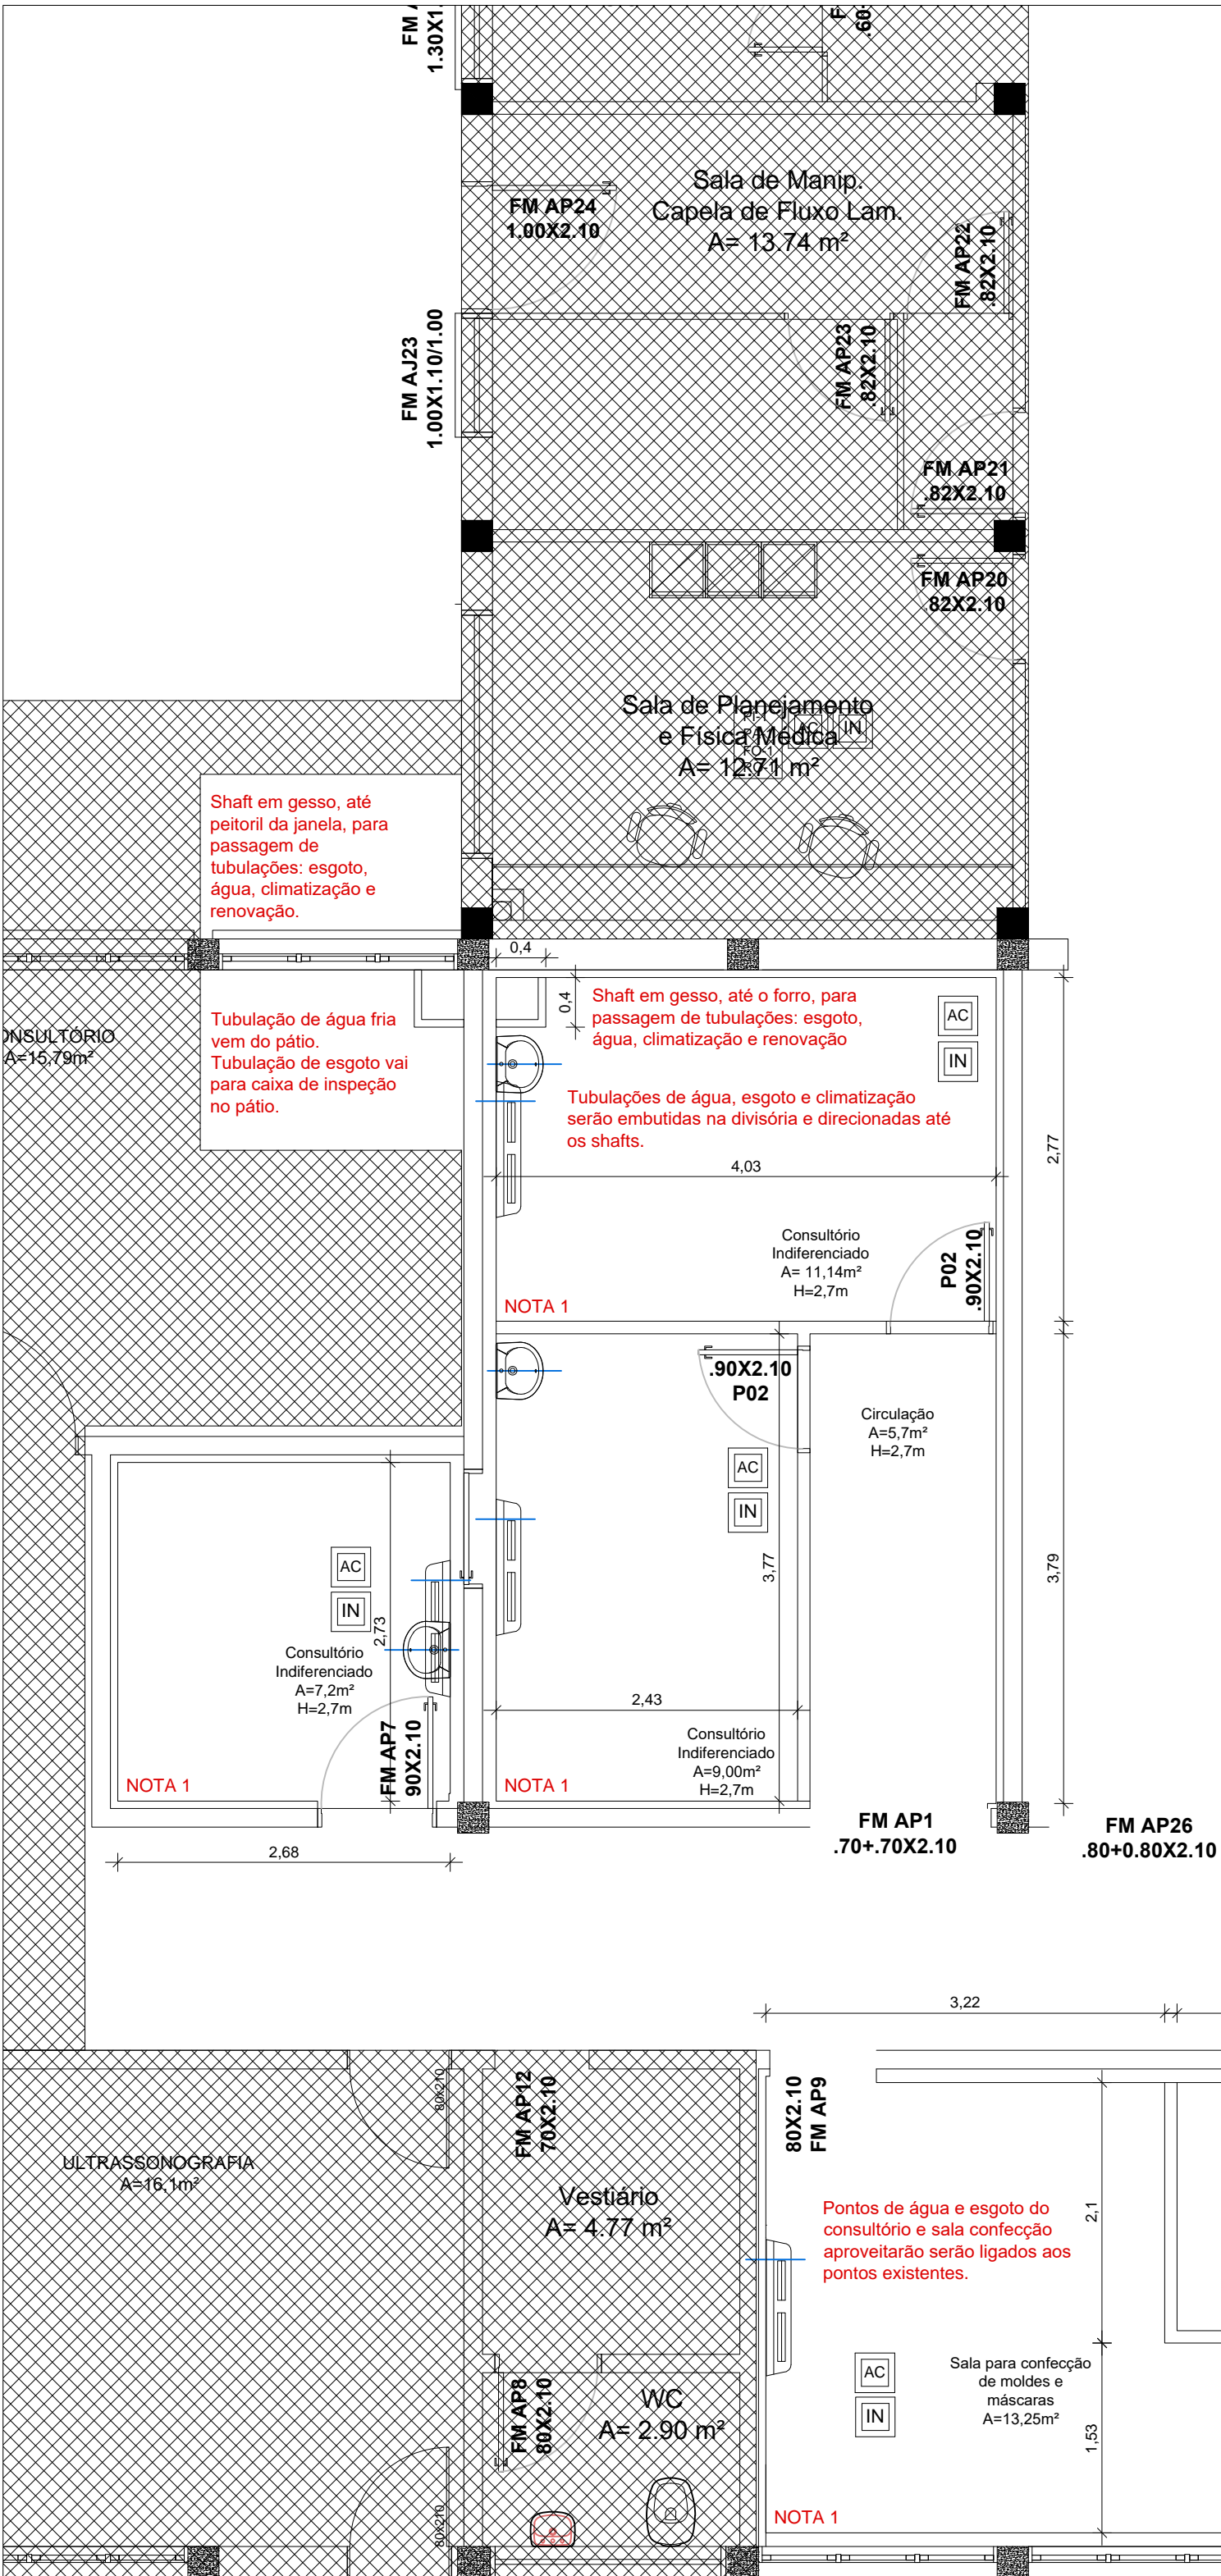 FM A
1.30X1.
F
.60
Sala de Manip.
Capela de Fluxo Lam.
A= 13.74 m²
FM AP24
1.00X2.10
FM AP22
.82X2.10
FM AJ23
1.00X1.10/1.00
FM AP23
.82X2.10
FM AP21
.82X2.10
FM AP20
.82X2.10
Sala de Planejamento
e Física Médica
A= 12.71 m²
AC
IN
FO-1
Shaft em gesso, até
peitoril da janela, para
passagem de
tubulações: esgoto,
água, climatização e
renovação.
0,4
0,4
Shaft em gesso, até o forro, para
passagem de tubulações: esgoto,
água, climatização e renovação
AC
IN
ONSULTÓRIO
A=15,79m²
Tubulação de água fria
vem do pátio.
Tubulação de esgoto vai
para caixa de inspeção
no pátio.
Tubulações de água, esgoto e climatização
serão embutidas na divisória e direcionadas até
os shafts.
4,03
2,77
Consultório
Indiferenciado
A= 11,14m²
H=2,7m
P02
.90X2.10
NOTA 1
.90X2.10
P02
Circulação
A=5,7m²
H=2,7m
AC
IN
3,77
3,79
AC
IN
2,73
Consultório
Indiferenciado
A=7,2m²
H=2,7m
2,43
FM AP7
90X2.10
Consultório
Indiferenciado
A=9,00m²
H=2,7m
NOTA 1
NOTA 1
FM AP1
.70+.70X2.10
FM AP26
.80+0.80X2.10
2,68
3,22
80x210
FM AP12
70X2.10
80X2.10
FM AP9
ULTRASSONOGRAFIA
A=16,1m²
Vestiário
A= 4.77 m²
Pontos de água e esgoto do
consultório e sala confecção
aproveitarão serão ligados aos
pontos existentes.
2,1
FM AP8
80X2.10
WC
A= 2.90 m²
AC
IN
Sala para confecção
de moldes e
máscaras
A=13,25m²
1,53
80x210
NOTA 1